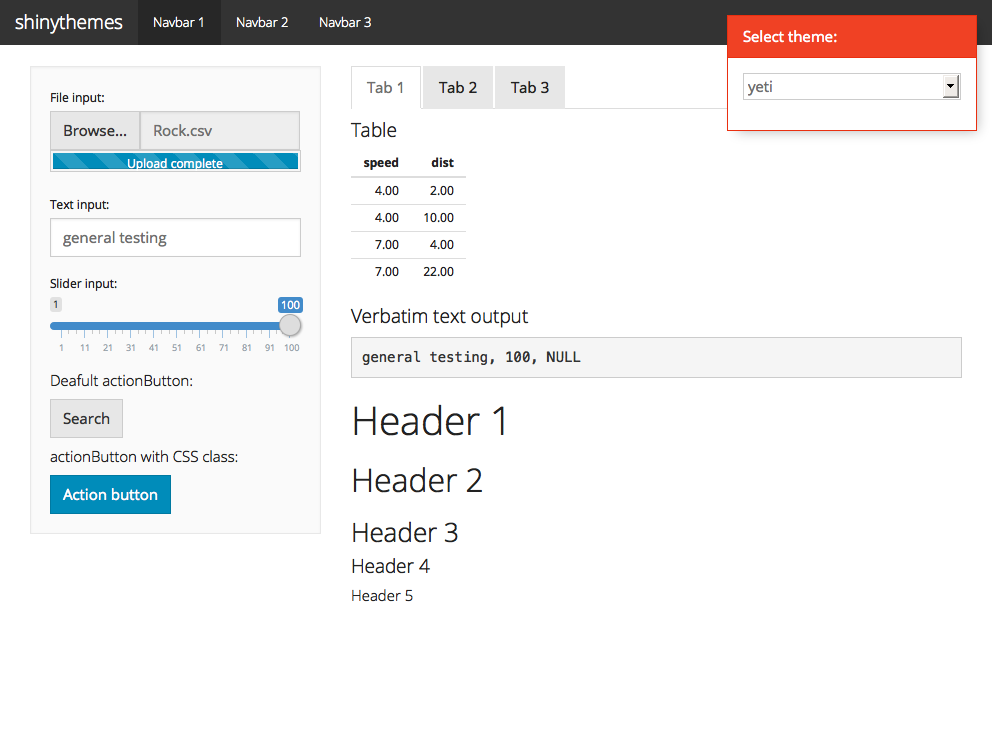 shinythemes Navbar 1 Navbar 2 Navbar 3
Select theme:
yeti
File input:
Browse... Rock.csv
Upload complete
Text input:
general testing
Slider input:
1 100
1 11 21 31 41 51 61 71 81 91 100
Deafult actionButton:
Search
actionButton with CSS class:
Action button
Tab 1 Tab 2 Tab 3
Table
speed dist
4.00 2.00
4.00 10.00
7.00 4.00
7.00 22.00
Verbatim text output
general testing, 100, NULL
Header 1
Header 2
Header 3
Header 4
Header 5